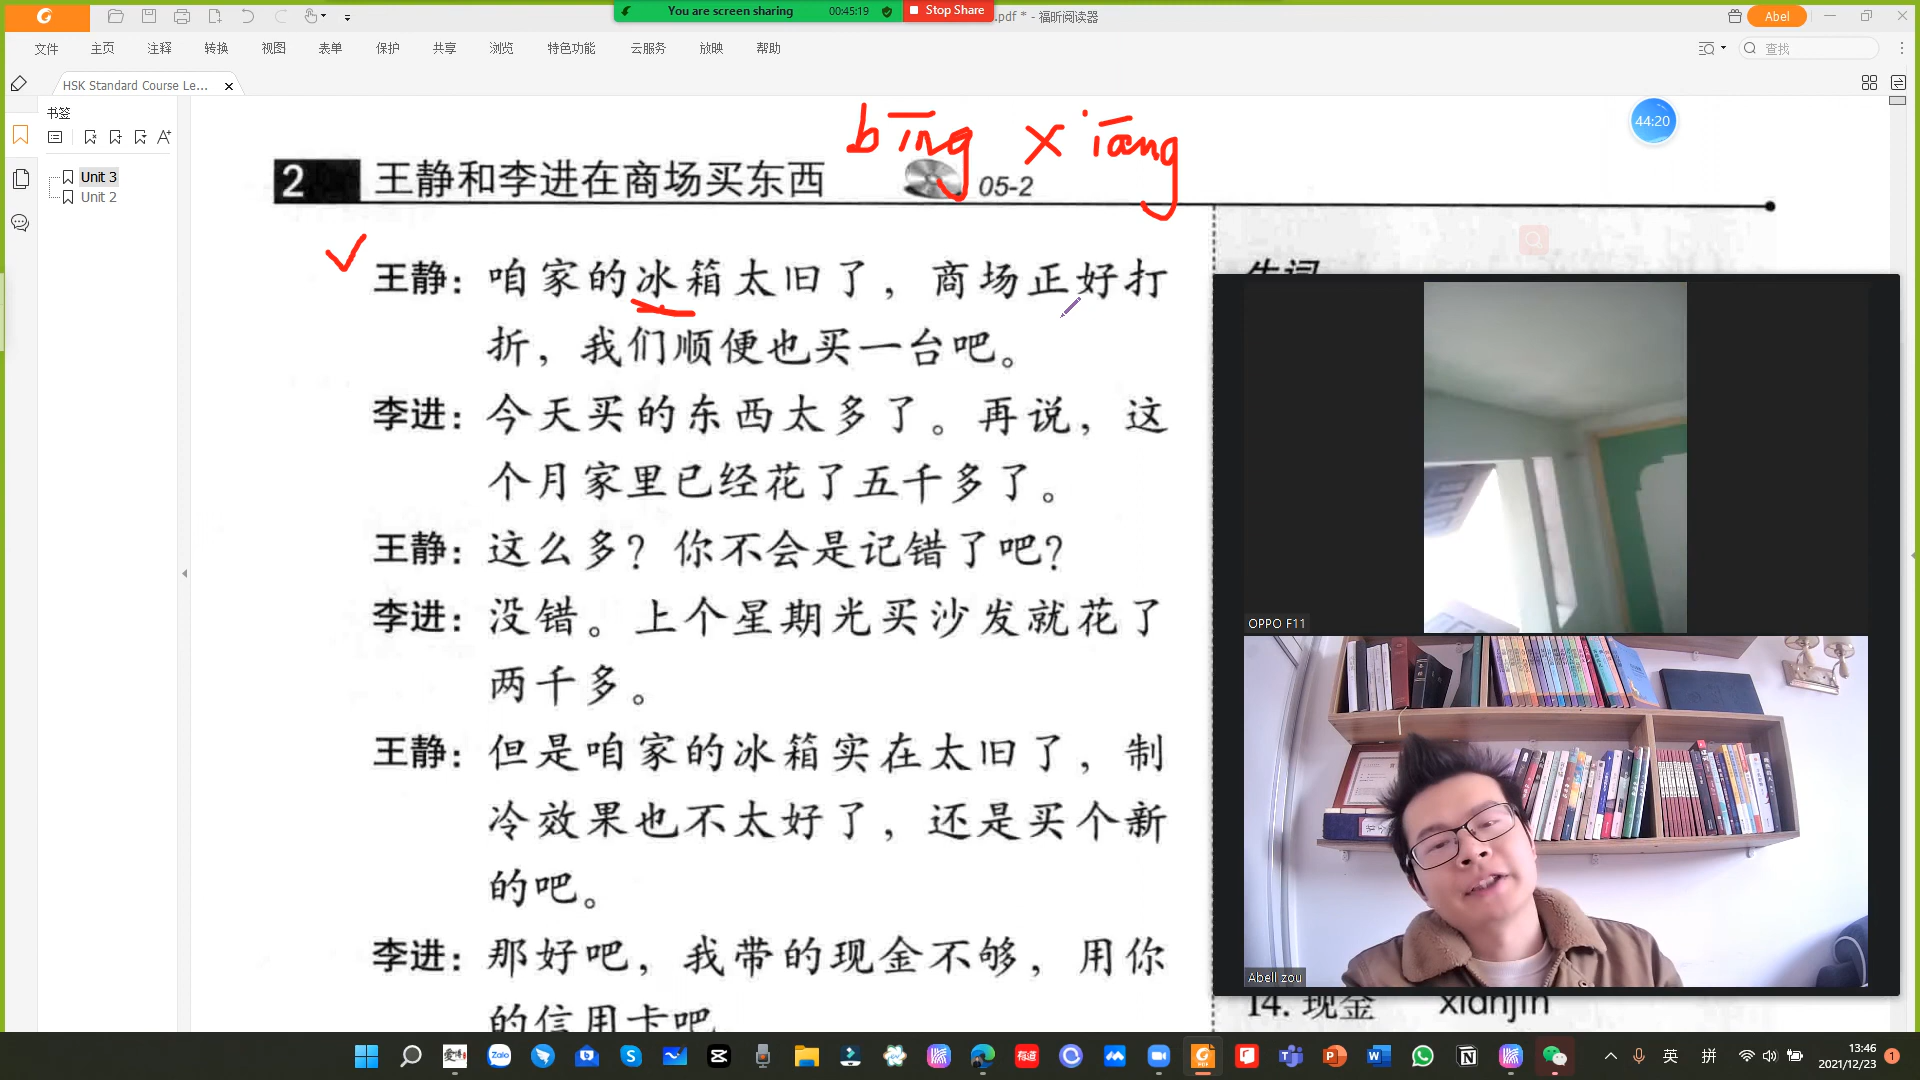 You are screen sharing 00:45:19 Stop Share
.pdf * - 福昕阅读器
Abel
文件 主页 注释 转换 视图 表单 保护 共享 浏览 特色功能 云服务 放映 帮助
查找
HSK Standard Course Le...
书签
Unit 3
Unit 2
44:20
bīng xiāng
2 王静和李进在商场买东西 05-2
生词
王静：咱家的冰箱太旧了，商场正好打
折，我们顺便也买一台吧。
李进：今天买的东西太多了。再说，这
个月家里已经花了五千多了。
王静：这么多？你不会是记错了吧？
李进：没错。上个星期光买沙发就花了
两千多。
王静：但是咱家的冰箱实在太旧了，制
冷效果也不太好了，还是买个新
的吧。
李进：那好吧，我带的现金不够，用你
的信用卡吧
14. 现金 xiànjīn
OPPO F11
Abell zou
Zalo
有道
英 拼
13:46
2021/12/23
1